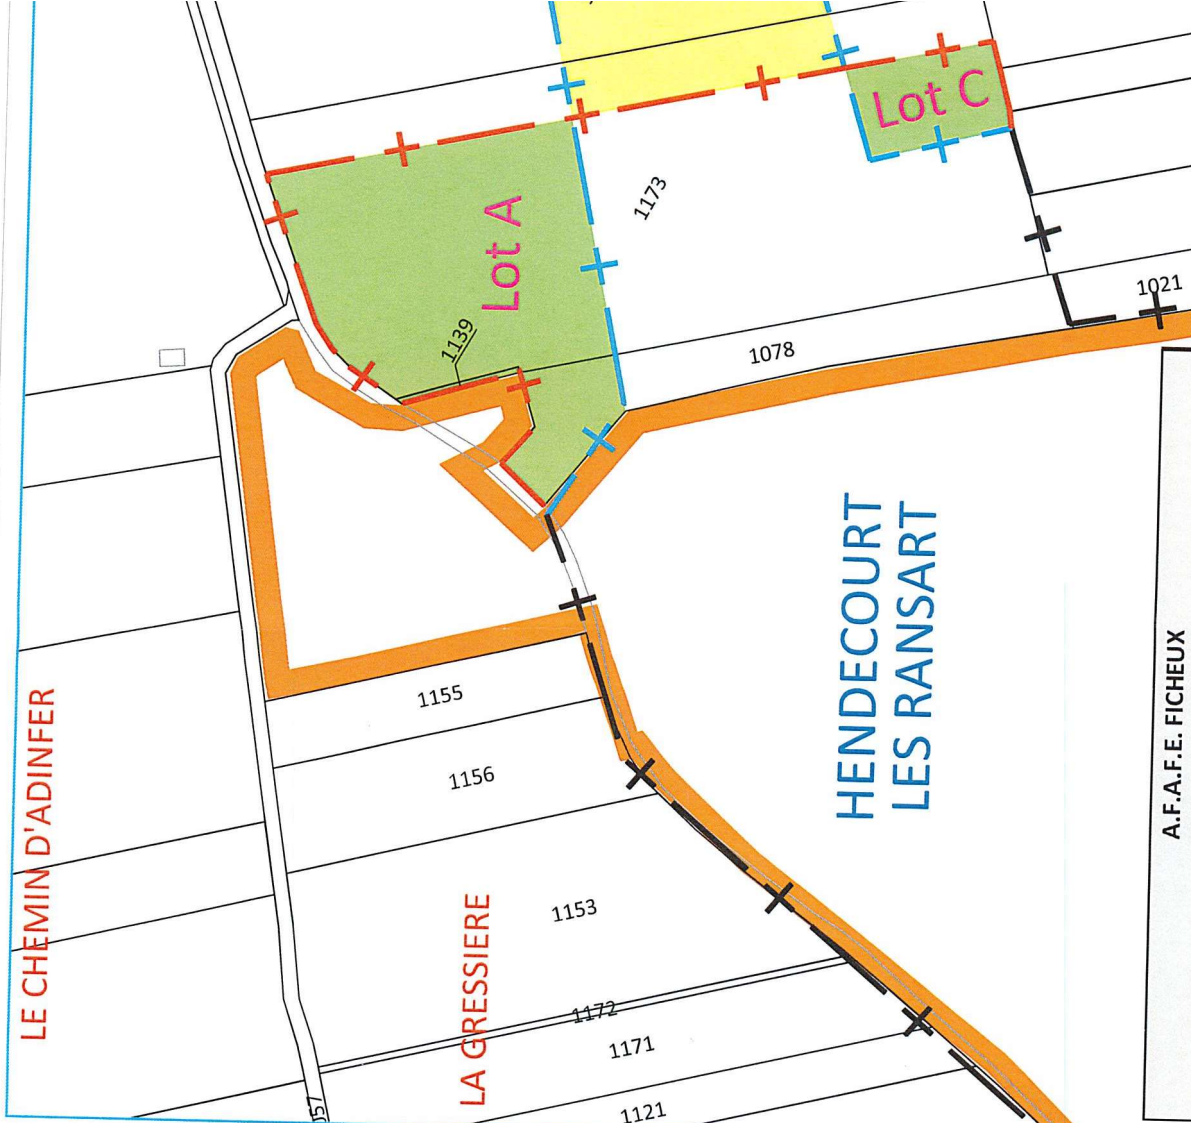 Lot C
Lot A
1173
1139
1078
1021
HENDECOURT
LES RANSART
A.F.A.F.E. FICHEUX
LE CHEMIN D'ADINFER
LA GRESSIERE
1155
1156
1153
1172
1171
1121